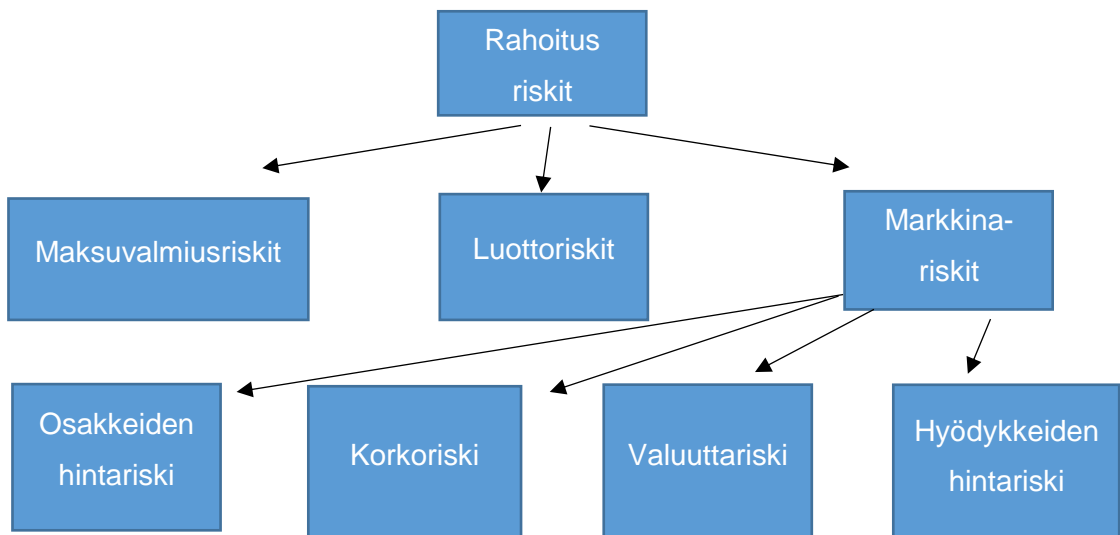 Rahoitus
riskit
Maksuvalmiusriskit
Luottoriskit
Markkina-
riskit
Osakkeiden
hintariski
Korkoriski
Valuuttariski
Hyödykkeiden
hintariski